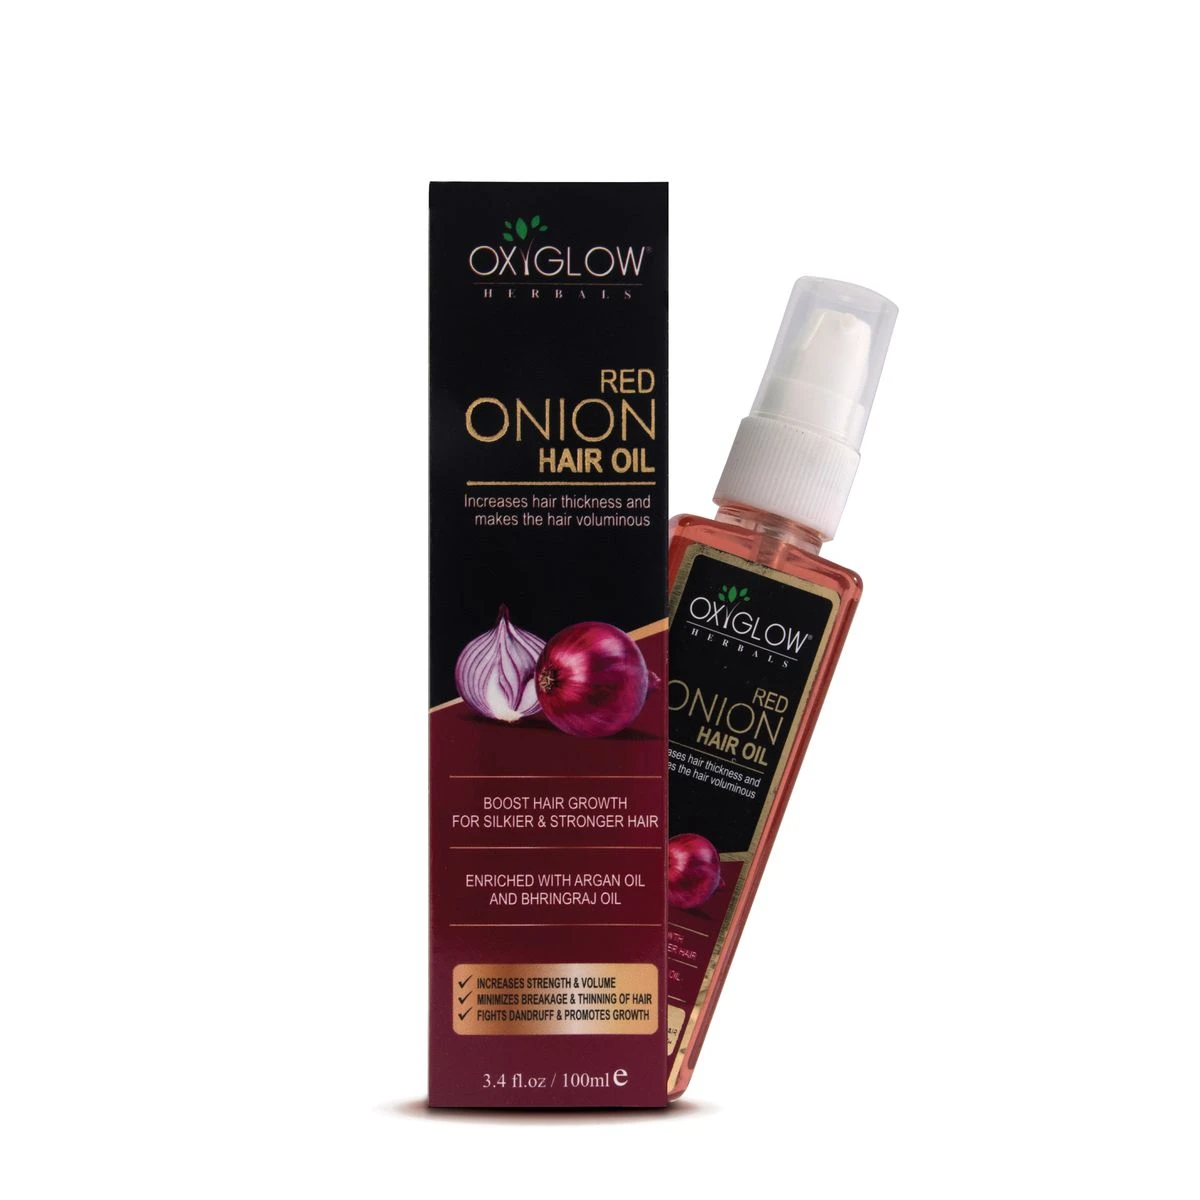 OXYGLOW®
HERBALS
RED
ONION
HAIR OIL
Increases hair thickness and
makes the hair voluminous
BOOST HAIR GROWTH
FOR SILKIER & STRONGER HAIR
ENRICHED WITH ARGAN OIL
AND BHRINGRAJ OIL
✓ INCREASES STRENGTH & VOLUME
✓ MINIMIZES BREAKAGE & THINNING OF HAIR
✓ FIGHTS DANDRUFF & PROMOTES GROWTH
3.4 fl.oz / 100ml e
OXYGLOW®
HERBALS
RED
ONION
HAIR OIL
hair thickness and
the hair voluminous
HAIR
OIL